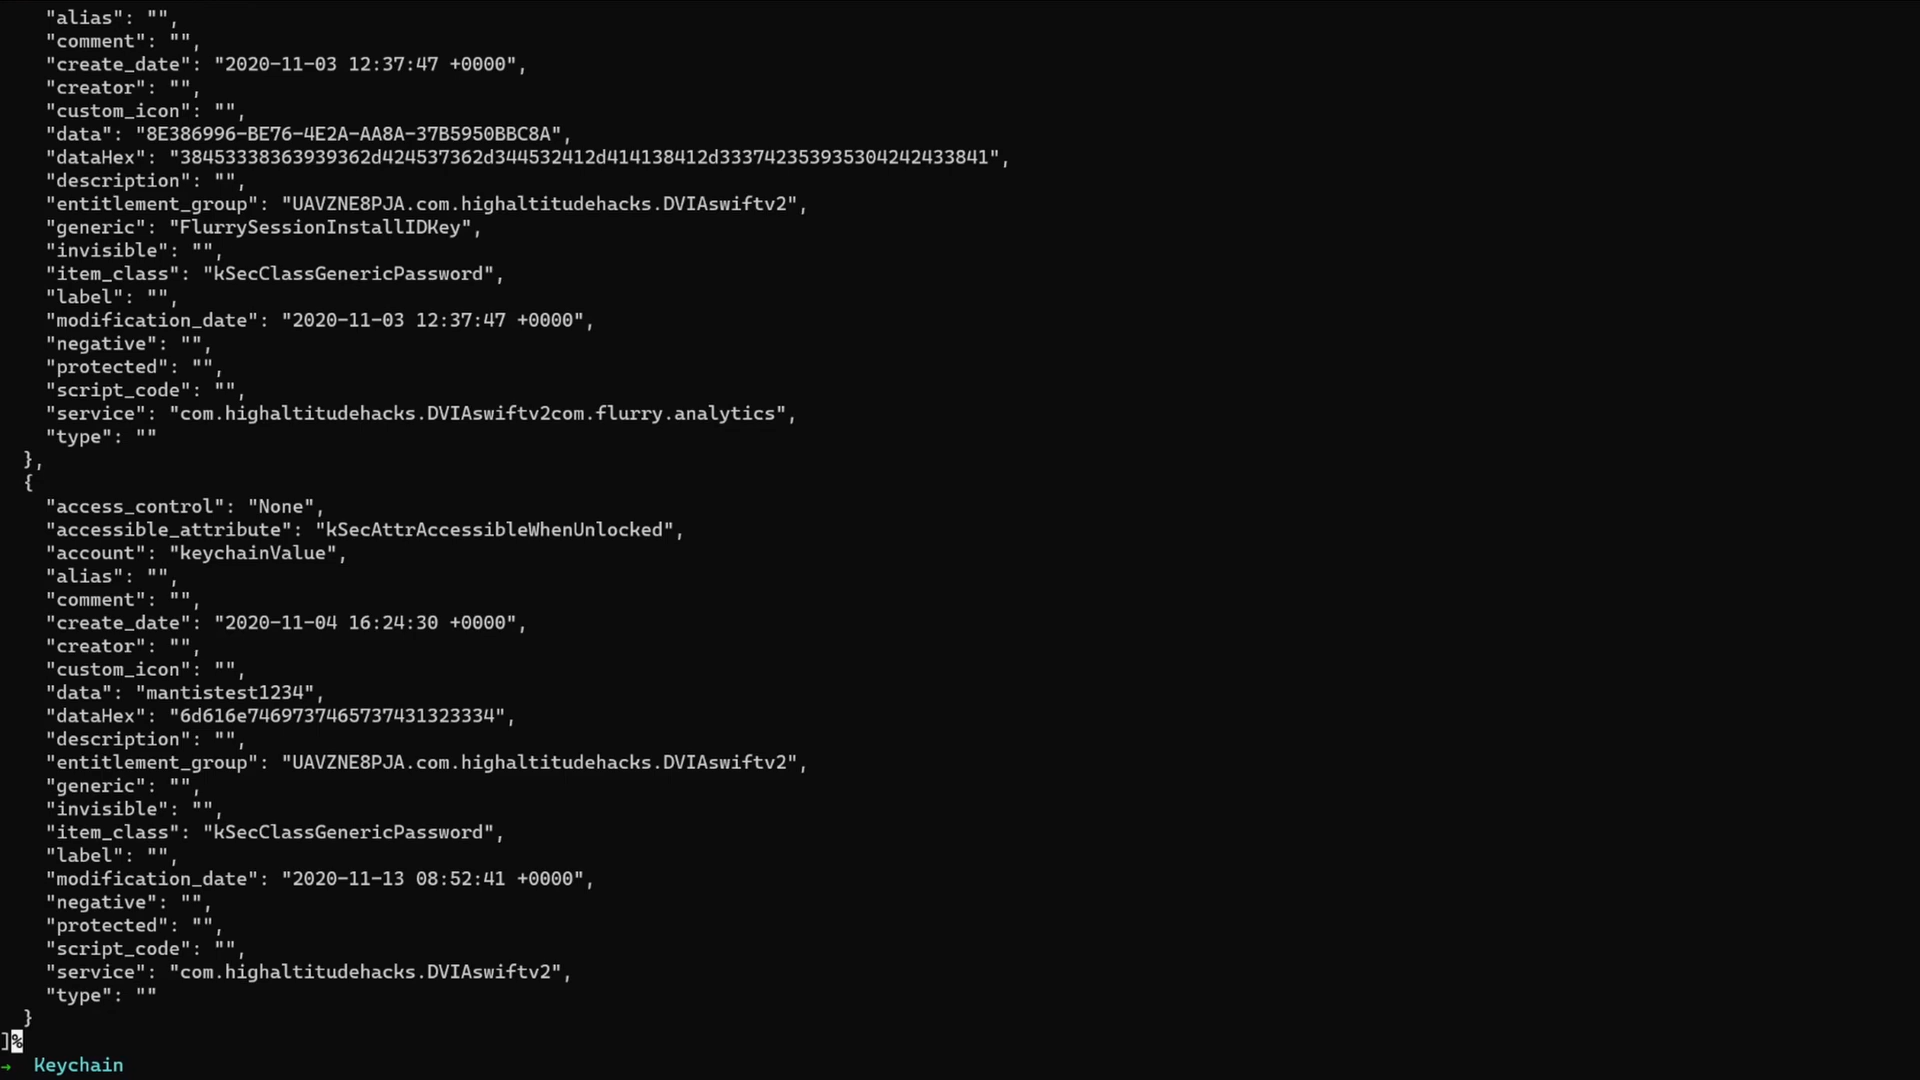 "alias": "",
"comment": "",
"create_date": "2020-11-03 12:37:47 +0000",
"creator": "",
"custom_icon": "",
"data": "8E386996-BE76-4E2A-AA8A-37B5950BBC8A",
"dataHex": "38453338363939362d424537362d344532412d414138412d333742353935304242433841",
"description": "",
"entitlement_group": "UAVZNE8PJA.com.highaltitudehacks.DVIAswiftv2",
"generic": "FlurrySessionInstallIDKey",
"invisible": "",
"item_class": "kSecClassGenericPassword",
"label": "",
"modification_date": "2020-11-03 12:37:47 +0000",
"negative": "",
"protected": "",
"script_code": "",
"service": "com.highaltitudehacks.DVIAswiftv2com.flurry.analytics",
"type": ""
},
{
"access_control": "None",
"accessible_attribute": "kSecAttrAccessibleWhenUnlocked",
"account": "keychainValue",
"alias": "",
"comment": "",
"create_date": "2020-11-04 16:24:30 +0000",
"creator": "",
"custom_icon": "",
"data": "mantistest1234",
"dataHex": "6d616e7469737465737431323334",
"description": "",
"entitlement_group": "UAVZNE8PJA.com.highaltitudehacks.DVIAswiftv2",
"generic": "",
"invisible": "",
"item_class": "kSecClassGenericPassword",
"label": "",
"modification_date": "2020-11-13 08:52:41 +0000",
"negative": "",
"protected": "",
"script_code": "",
"service": "com.highaltitudehacks.DVIAswiftv2",
"type": ""
}
]%
→ Keychain